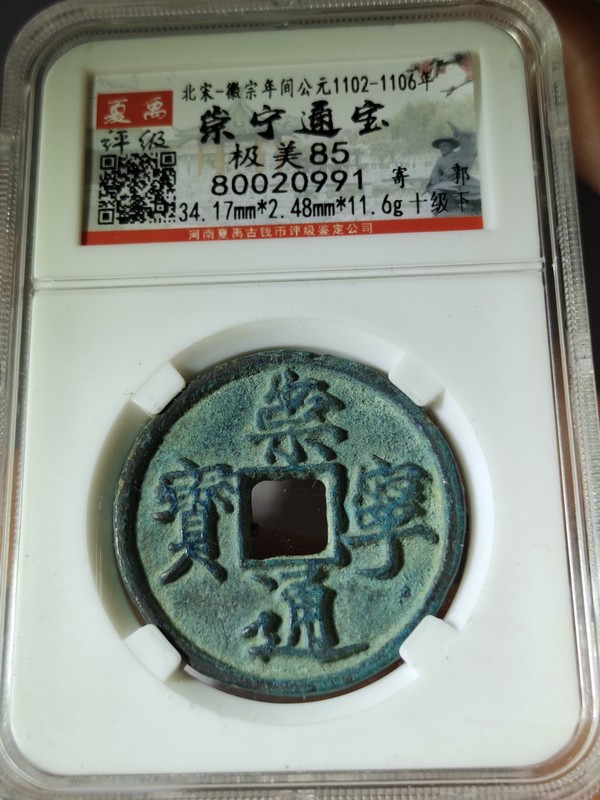 北宋-徽宗年间公元1102-1106年
夏禹
评级
崇宁通宝
极美85
80020991
寄 郭
34.17mm*2.48mm*11.6g 十级下
河南夏禹古钱币评级鉴定公司
崇寧通寶